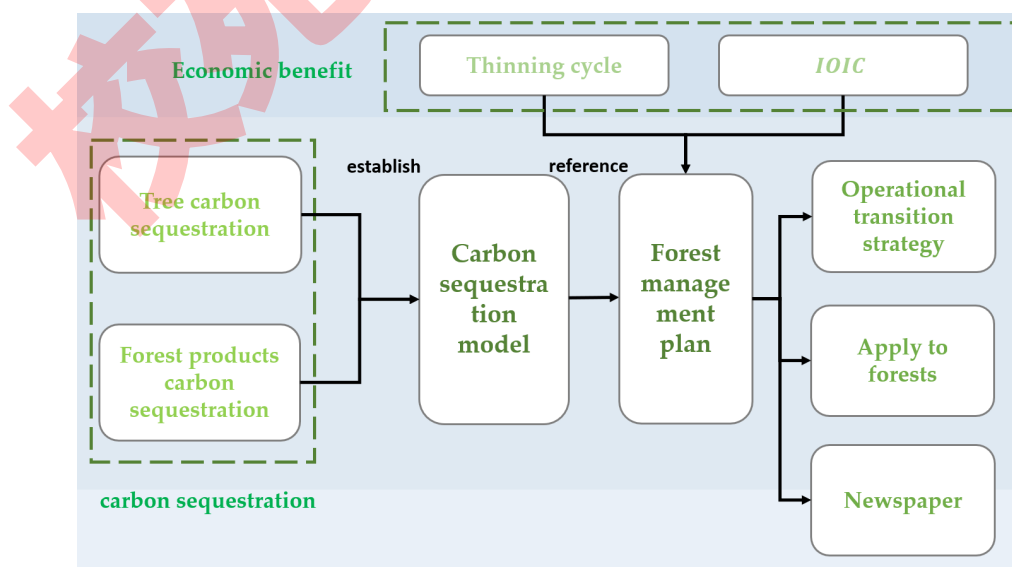 Economic benefit
Thinning cycle
IOIC
establish
reference
Tree carbon
sequestration
Forest products
carbon
sequestration
Carbon
sequestra
tion
model
Forest
manage
ment
plan
Operational
transition
strategy
Apply to
forests
Newspaper
carbon sequestration